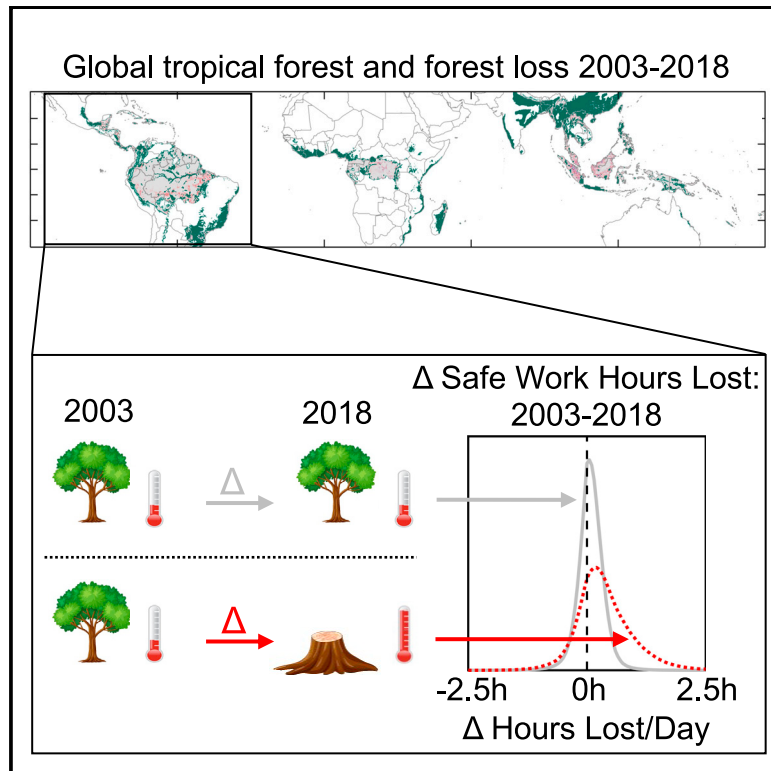 Global tropical forest and forest loss 2003-2018
Δ Safe Work Hours Lost:
2003-2018
2003
2018
Δ
Δ
-2.5h
0h
2.5h
Δ Hours Lost/Day